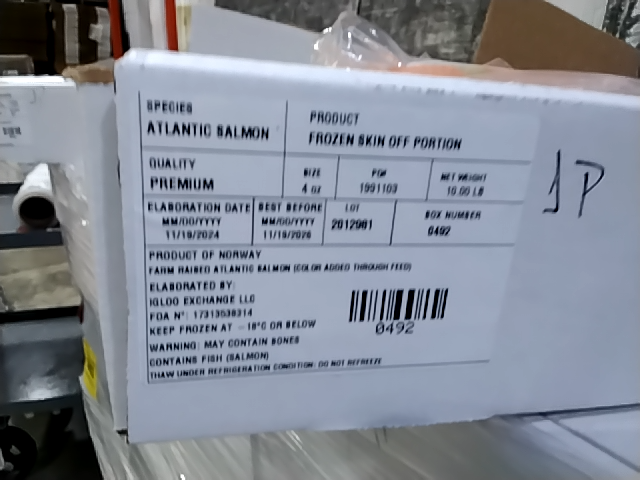 SPECIES
ATLANTIC SALMON
PRODUCT
FROZEN SKIN OFF PORTION
QUALITY
PREMIUM
SIZE
4 oz
PO#
1991103
NET WEIGHT
10.00 LB
ELABORATION DATE
MM/DD/YYYY
11/19/2024
BEST BEFORE
MM/DD/YYYY
11/19/2026
LOT
2012901
BOX NUMBER
0492
PRODUCT OF NORWAY
FARM RAISED ATLANTIC SALMON (COLOR ADDED THROUGH FEED)
ELABORATED BY:
IGLOO EXCHANGE LLC
FDA N°: 17313538314
KEEP FROZEN AT -18°C OR BELOW
WARNING: MAY CONTAIN BONES
CONTAINS FISH (SALMON)
THAW UNDER REFRIGERATION CONDITION: DO NOT REFREEZE
0492
1P